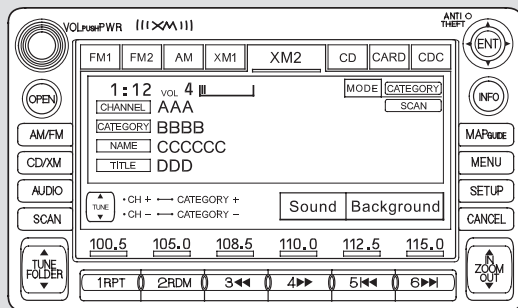 VOL PUSH PWR (((XM)))
ANTI THEFT
FM1 FM2 AM XM1 XM2 CD CARD CDC
ENT
1:12 VOL 4 MODE CATEGORY
SCAN
OPEN
INFO
CHANNEL AAA
CATEGORY BBBB
NAME CCCCCC
TITLE DDD
AM/FM
MAP GUIDE
CD/XM
MENU
AUDIO
SETUP
SCAN
CANCEL
TUNE
· CH + ⟷ CATEGORY +
· CH – ⟷ CATEGORY –
Sound Background
100.5 105.0 108.5 110.0 112.5 115.0
TUNE FOLDER
IN ZOOM OUT
1RPT 2RDM 3◀◀ 4▶▶ 5|◀◀ 6▶▶|